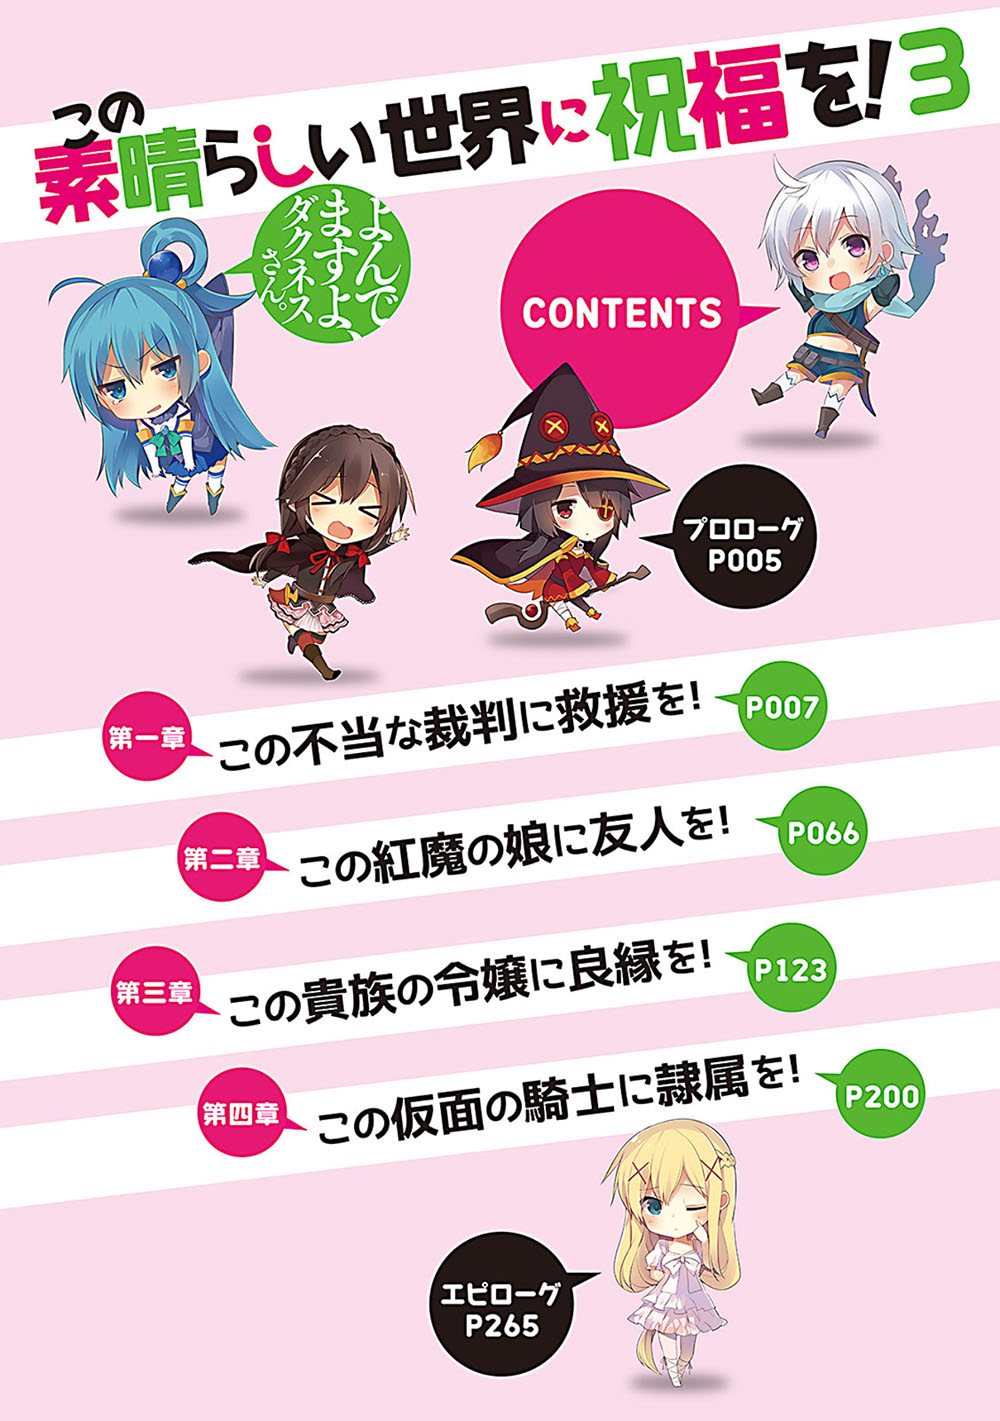 この
素晴らしい世界に祝福を!3
よんで
ますよ、
ダクネス
さん。
CONTENTS
プロローグ
P005
第一章 この不当な裁判に救援を! P007
第二章 この紅魔の娘に友人を! P066
第三章 この貴族の令嬢に良縁を! P123
第四章 この仮面の騎士に隷属を! P200
エピローグ
P265